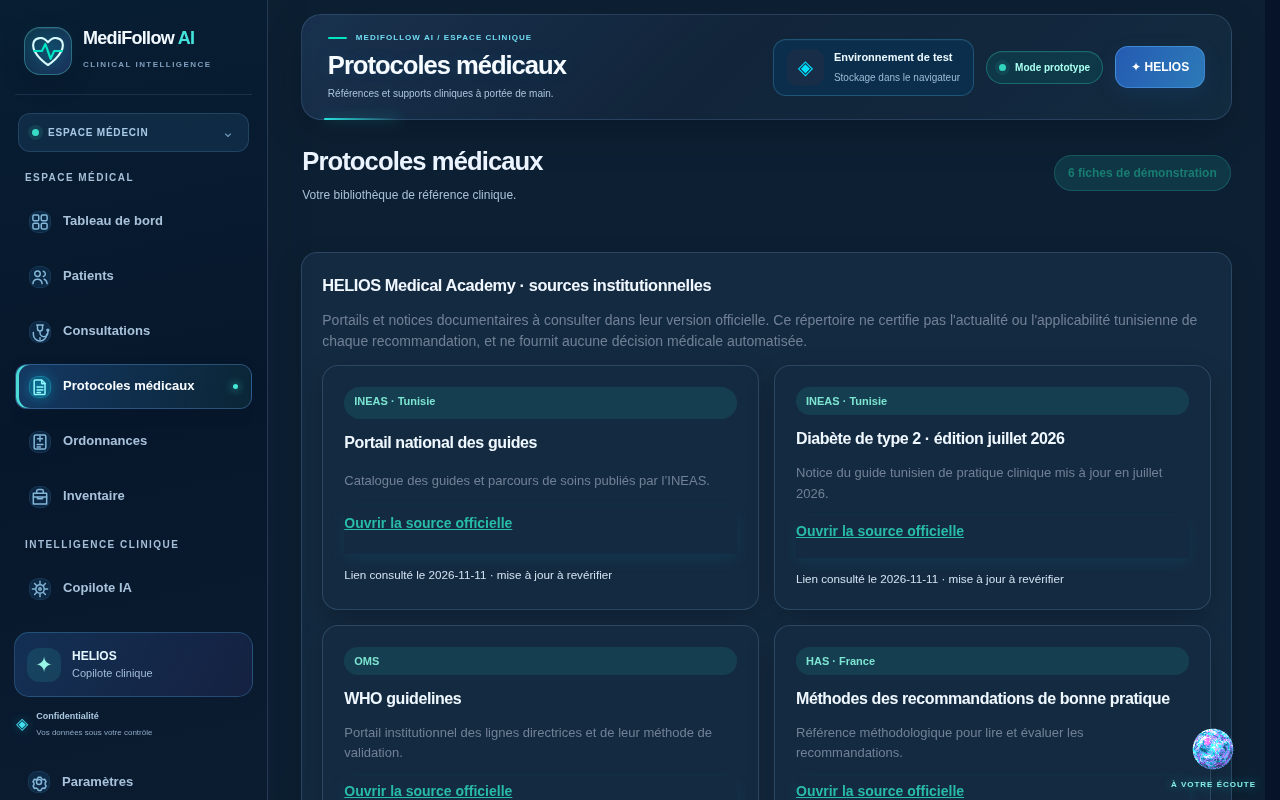 MediFollow AI
CLINICAL INTELLIGENCE
ESPACE MÉDECIN
ESPACE MÉDICAL
Tableau de bord
Patients
Consultations
Protocoles médicaux
Ordonnances
Inventaire
INTELLIGENCE CLINIQUE
Copilote IA
HELIOS
Copilote clinique
Confidentialité
Vos données sous votre contrôle
Paramètres
MEDIFOLLOW AI / ESPACE CLINIQUE
Protocoles médicaux
Références et supports cliniques à portée de main.
Environnement de test
Stockage dans le navigateur
Mode prototype
HELIOS
Protocoles médicaux
Votre bibliothèque de référence clinique.
6 fiches de démonstration
HELIOS Medical Academy · sources institutionnelles
Portails et notices documentaires à consulter dans leur version officielle. Ce répertoire ne certifie pas l'actualité ou l'applicabilité tunisienne de
chaque recommandation, et ne fournit aucune décision médicale automatisée.
INEAS · Tunisie
Portail national des guides
Catalogue des guides et parcours de soins publiés par l'INEAS.
Ouvrir la source officielle
Lien consulté le 2026-11-11 · mise à jour à revérifier
INEAS · Tunisie
Diabète de type 2 · édition juillet 2026
Notice du guide tunisien de pratique clinique mis à jour en juillet
2026.
Ouvrir la source officielle
Lien consulté le 2026-11-11 · mise à jour à revérifier
OMS
WHO guidelines
Portail institutionnel des lignes directrices et de leur méthode de
validation.
Ouvrir la source officielle
HAS · France
Méthodes des recommandations de bonne pratique
Référence méthodologique pour lire et évaluer les
recommandations.
Ouvrir la source officielle
À VOTRE ÉCOUTE